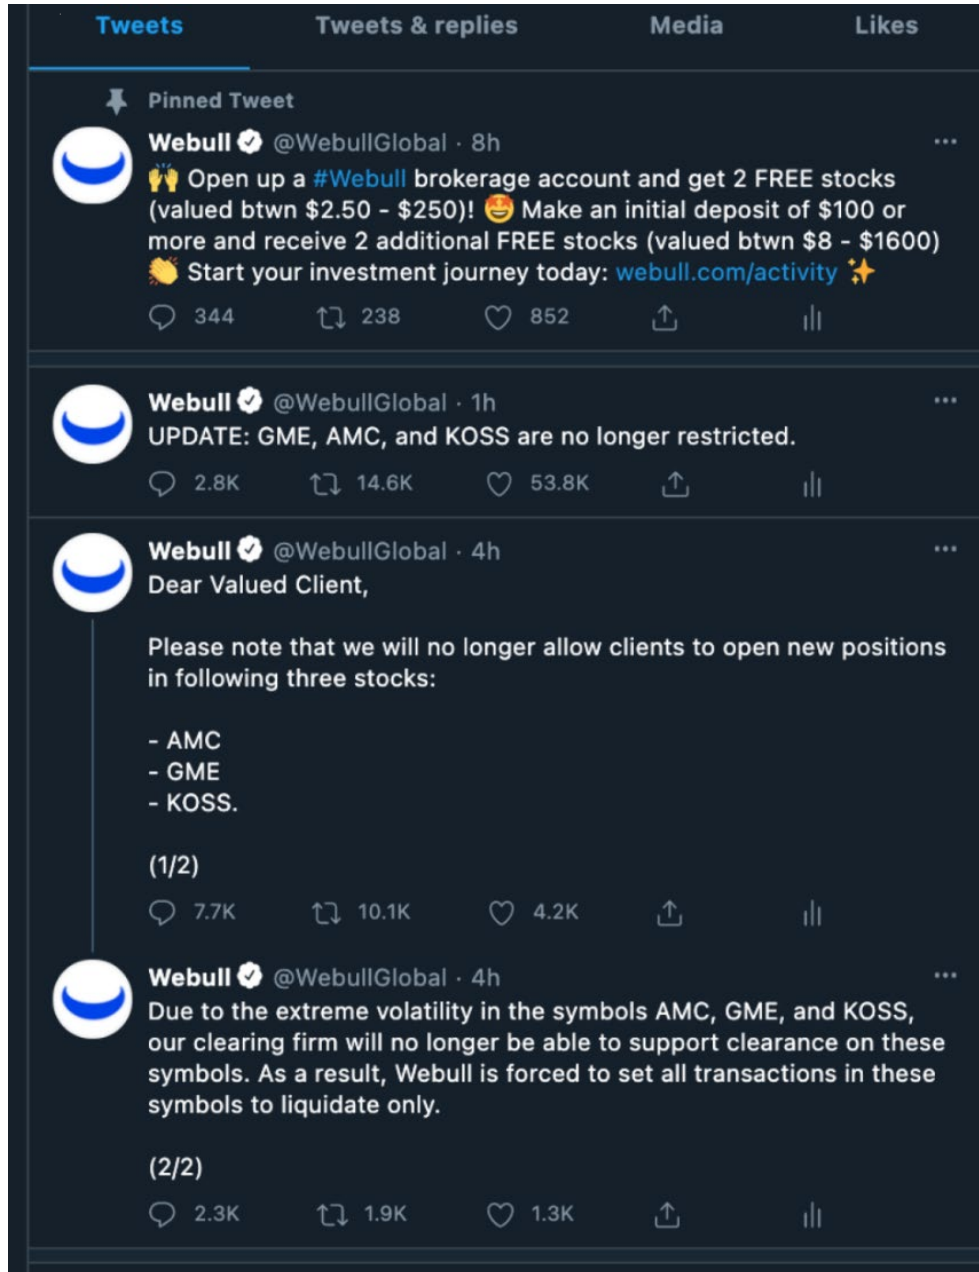 Tweets Tweets & replies Media Likes
Pinned Tweet
Webull @WebullGlobal · 8h
🙌 Open up a #Webull brokerage account and get 2 FREE stocks
(valued btwn $2.50 - $250)! 🤩 Make an initial deposit of $100 or
more and receive 2 additional FREE stocks (valued btwn $8 - $1600)
👏 Start your investment journey today: webull.com/activity ✨
344 238 852
Webull @WebullGlobal · 1h
UPDATE: GME, AMC, and KOSS are no longer restricted.
2.8K 14.6K 53.8K
Webull @WebullGlobal · 4h
Dear Valued Client,
Please note that we will no longer allow clients to open new positions
in following three stocks:
- AMC
- GME
- KOSS.
(1/2)
7.7K 10.1K 4.2K
Webull @WebullGlobal · 4h
Due to the extreme volatility in the symbols AMC, GME, and KOSS,
our clearing firm will no longer be able to support clearance on these
symbols. As a result, Webull is forced to set all transactions in these
symbols to liquidate only.
(2/2)
2.3K 1.9K 1.3K